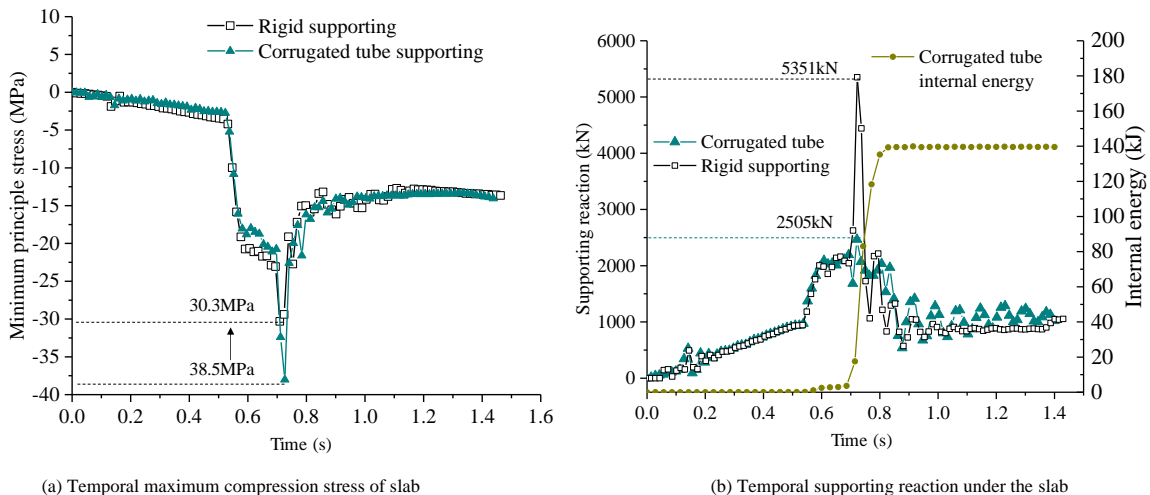 Rigid supporting
Corrugated tube supporting
Minimum principle stress (MPa)
10
5
0
-5
-10
-15
-20
-25
-30
-35
-40
30.3MPa
38.5MPa
0.0 0.2 0.4 0.6 0.8 1.0 1.2 1.4 1.6
Time (s)
(a) Temporal maximum compression stress of slab
Supporting reaction (kN)
6000
5000
4000
3000
2000
1000
0
5351kN
Corrugated tube
internal energy
Corrugated tube
Rigid supporting
2505kN
200
180
160
140
120
100
80
60
40
20
0
Internal energy (kJ)
0.0 0.2 0.4 0.6 0.8 1.0 1.2 1.4
Time (s)
(b) Temporal supporting reaction under the slab